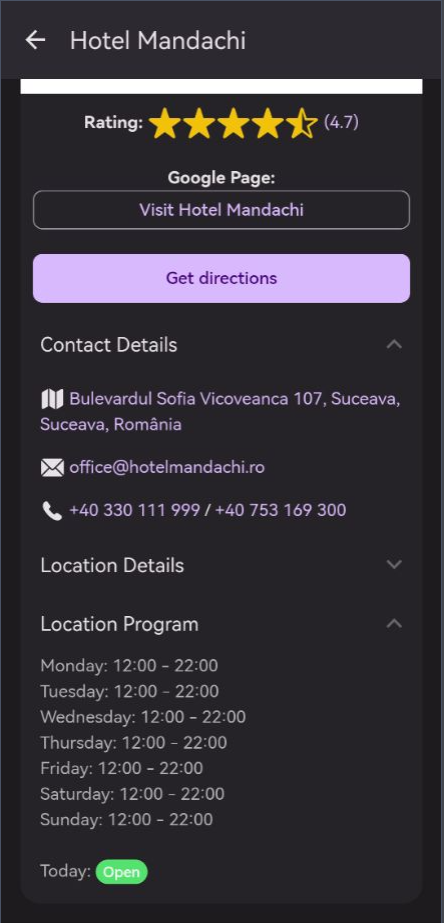 Hotel Mandachi
Rating: (4.7)
Google Page:
Visit Hotel Mandachi
Get directions
Contact Details
Bulevardul Sofia Vicoveanca 107, Suceava,
Suceava, România
office@hotelmandachi.ro
+40 330 111 999 / +40 753 169 300
Location Details
Location Program
Monday: 12:00 - 22:00
Tuesday: 12:00 - 22:00
Wednesday: 12:00 - 22:00
Thursday: 12:00 - 22:00
Friday: 12:00 - 22:00
Saturday: 12:00 - 22:00
Sunday: 12:00 - 22:00
Today: Open